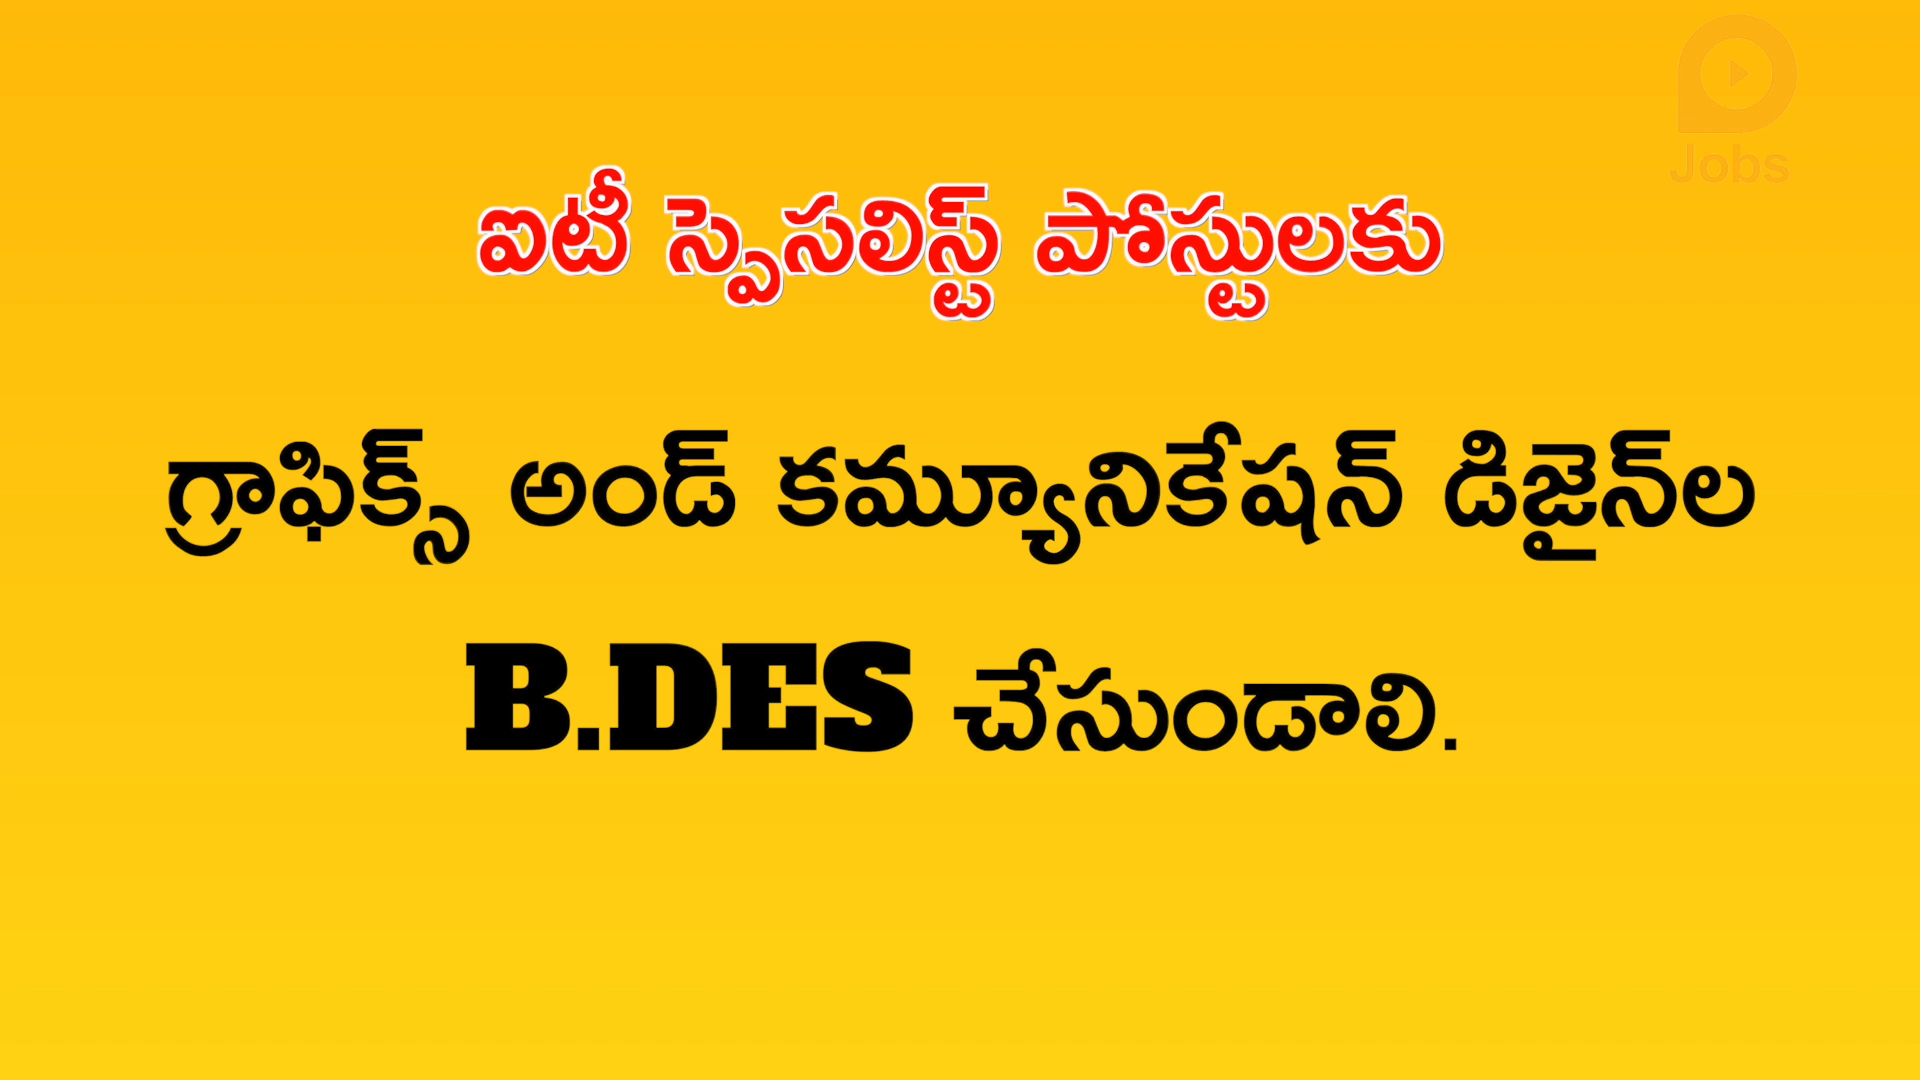 Jobs
ఐటీ స్పెసలిస్ట్ పోస్టులకు
గ్రాఫిక్స్ అండ్ కమ్యూనికేషన్ డిజైన్‌ల
B.DES చేసుండాలి.